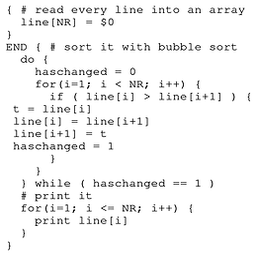 { # read every line into an array
line[NR] = $0
}
END { # sort it with bubble sort
do {
haschanged = 0
for(i=1; i < NR; i++) {
if ( line[i] > line[i+1] ) {
t = line[i]
line[i] = line[i+1]
line[i+1] = t
haschanged = 1
}
}
} while ( haschanged == 1 )
# print it
for(i=1; i <= NR; i++) {
print line[i]
}
}